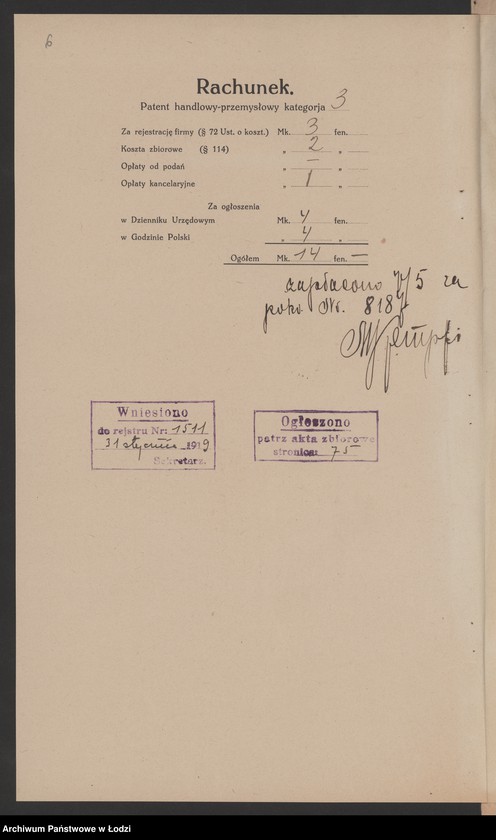 6
Rachunek.
Patent handlowy-przemysłowy kategorja 3
Za rejestrację firmy (§ 72 Ust. o koszt.) Mk. 3 fen.
Koszta zbiorowe (§ 114) „ 2 „
Opłaty od podań „ — „
Opłaty kancelaryjne „ 1 „
Za ogłoszenia
w Dzienniku Urzędowym Mk. 4 fen.
w Godzinie Polski „ 4 „
Ogółem Mk. 14 fen. —
zapłacono 7/5 za
Nr. 8187
Wniesiono
do rejstru Nr: 1511
31 stycznia 1919
Sekretarz.
Ogłoszono
patrz akta zbiorowe
stronica: 75
Archiwum Państwowe w Łodzi